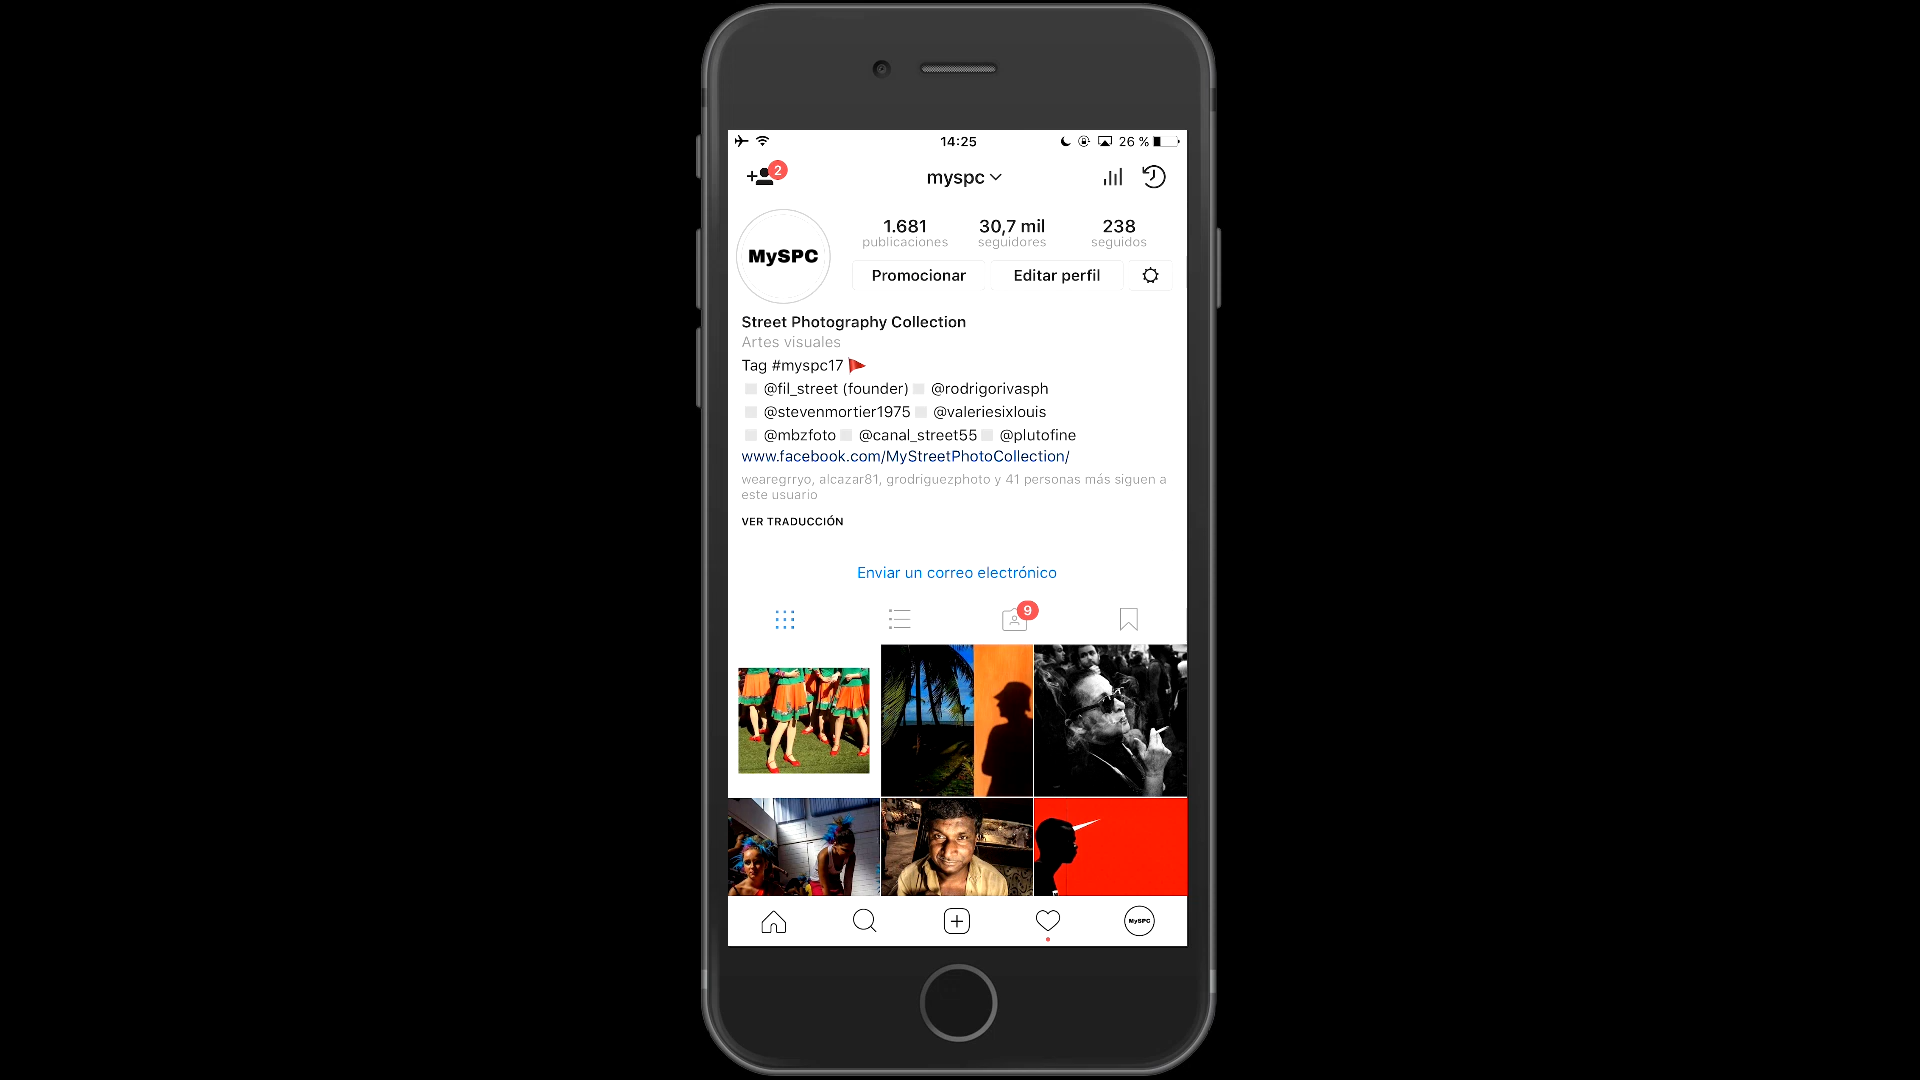 14:25
26 %
2
myspc
MySPC
1.681
30,7 mil
238
publicaciones
seguidores
seguidos
Promocionar
Editar perfil
Street Photography Collection
Artes visuales
Tag #myspc17
@fil_street (founder) @rodrigorivasph
@stevenmortier1975 @valeriesixlouis
@mbzfoto @canal_street55 @plutofine
www.facebook.com/MyStreetPhotoCollection/
wearegrryo, alcazar81, grodriguezphoto y 41 personas más siguen a
este usuario
VER TRADUCCIÓN
Enviar un correo electrónico
9
MySPC